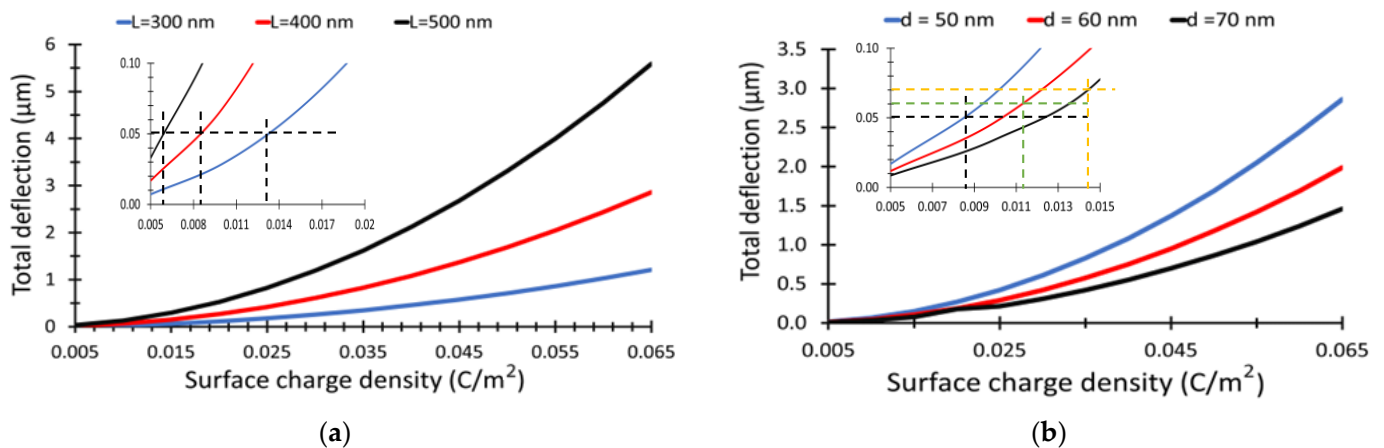 L=300 nm L=400 nm L=500 nm
Total deflection (µm)
6
5
4
3
2
1
0
0.10
0.05
0.00
0.005 0.008 0.011 0.014 0.017 0.02
0.005 0.015 0.025 0.035 0.045 0.055 0.065
Surface charge density (C/m²)
(a)
d = 50 nm d = 60 nm d =70 nm
Total deflection (µm)
3.5
3.0
2.5
2.0
1.5
1.0
0.5
0.0
0.10
0.05
0.00
0.005 0.007 0.009 0.011 0.013 0.015
0.005 0.025 0.045 0.065
Surface charge density (C/m²)
(b)